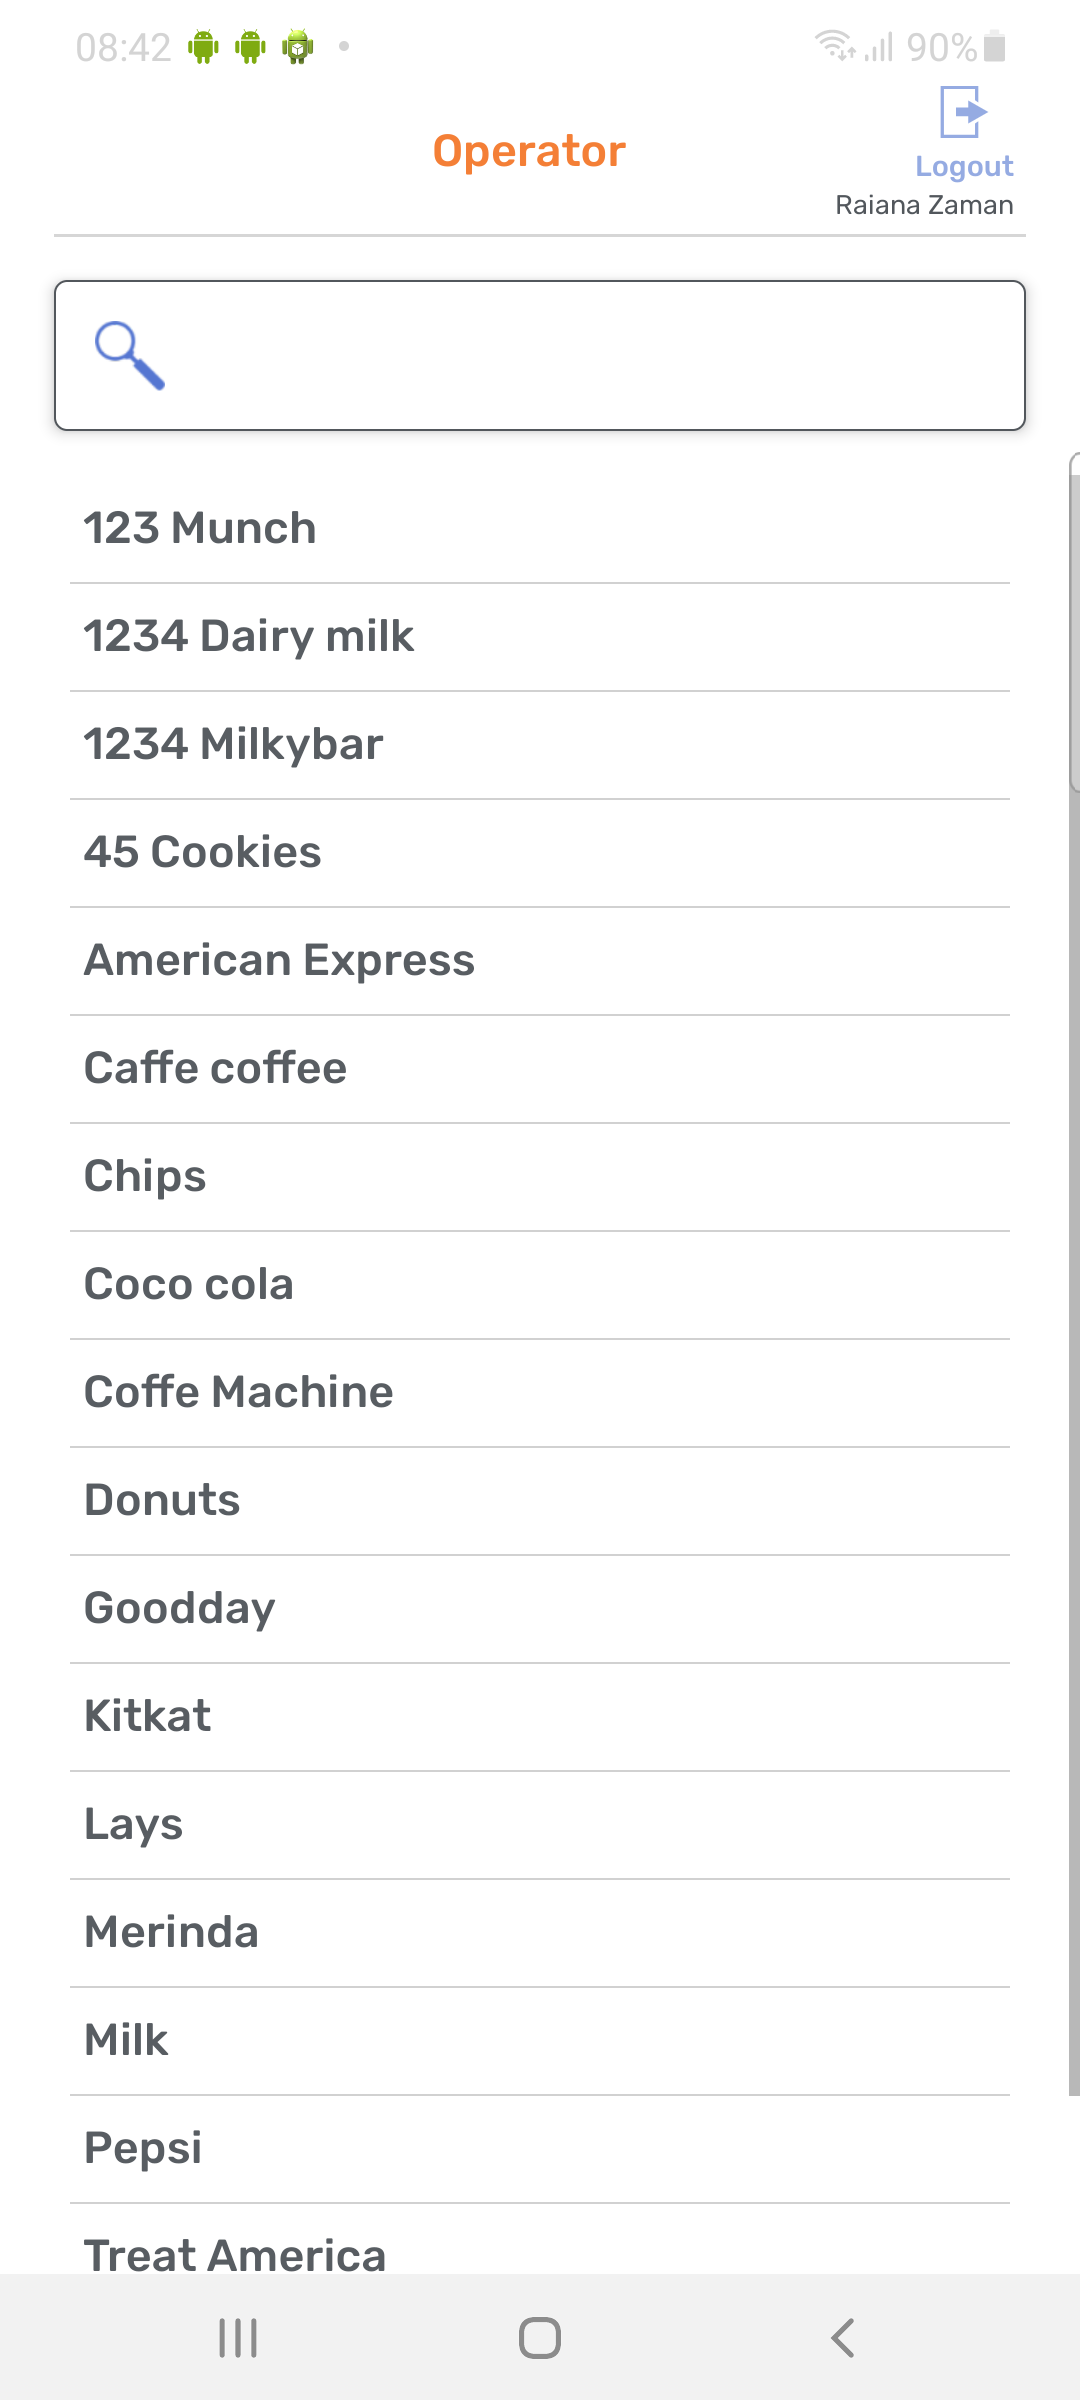 08:42
90%
Operator
Logout
Raiana Zaman
123 Munch
1234 Dairy milk
1234 Milkybar
45 Cookies
American Express
Caffe coffee
Chips
Coco cola
Coffe Machine
Donuts
Goodday
Kitkat
Lays
Merinda
Milk
Pepsi
Treat America